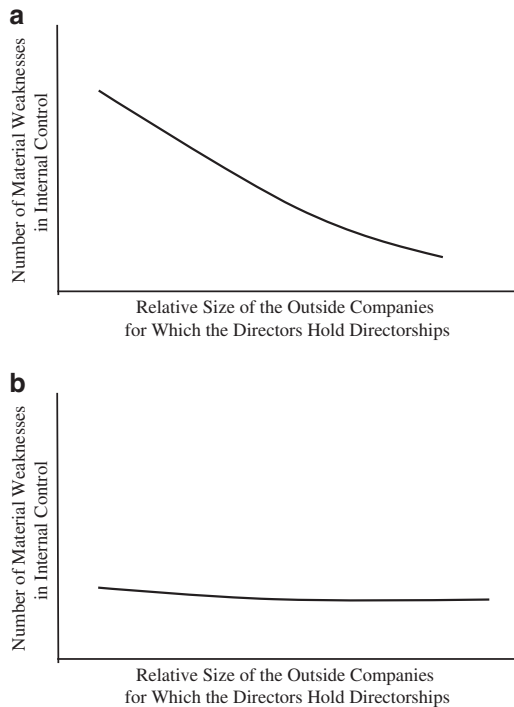 a
Number of Material Weaknesses
in Internal Control
Relative Size of the Outside Companies
for Which the Directors Hold Directorships
b
Number of Material Weaknesses
in Internal Control
Relative Size of the Outside Companies
for Which the Directors Hold Directorships